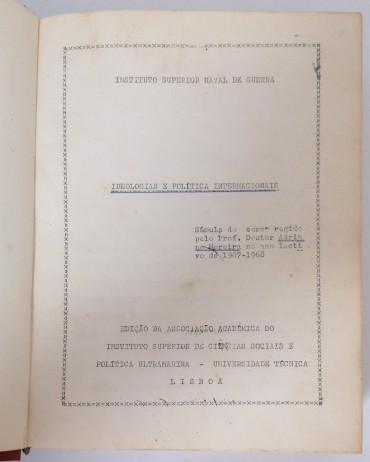 INSTITUTO SUPERIOR NAVAL DE GUERRA
IDEOLOGIAS E POLÍTICA INTERNACIONAIS
Súmula do curso regido
pelo Prof. Doutor Adria
no Moreira no ano lecti
vo de 1967-1968
EDIÇÃO DA ASSOCIAÇÃO ACADÉMICA DO
INSTITUTO SUPERIOR DE CIÊNCIAS SOCIAIS E
POLÍTICA ULTRAMARINA - UNIVERSIDADE TÉCNICA
LISBOA